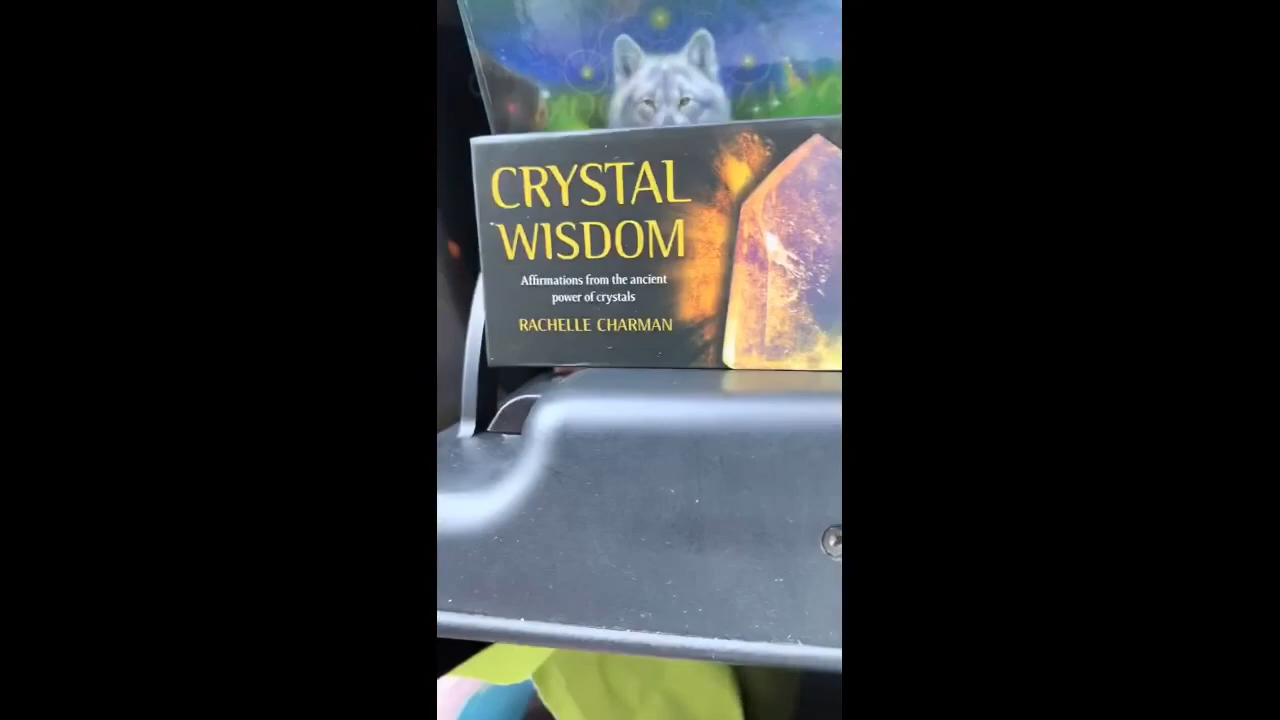 CRYSTAL
WISDOM
Affirmations from the ancient
power of crystals
RACHELLE CHARMAN